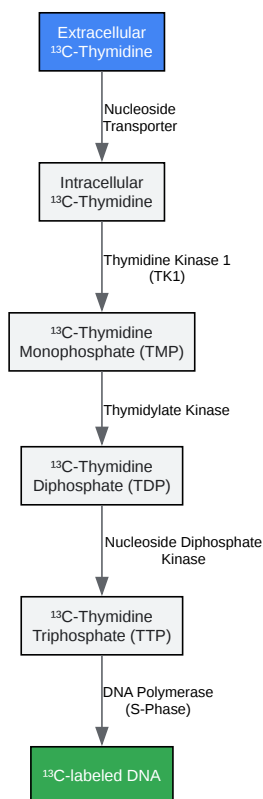 Extracellular
¹³C-Thymidine
Nucleoside
Transporter
Intracellular
¹³C-Thymidine
Thymidine Kinase 1
(TK1)
¹³C-Thymidine
Monophosphate (TMP)
Thymidylate Kinase
¹³C-Thymidine
Diphosphate (TDP)
Nucleoside Diphosphate
Kinase
¹³C-Thymidine
Triphosphate (TTP)
DNA Polymerase
(S-Phase)
¹³C-labeled DNA